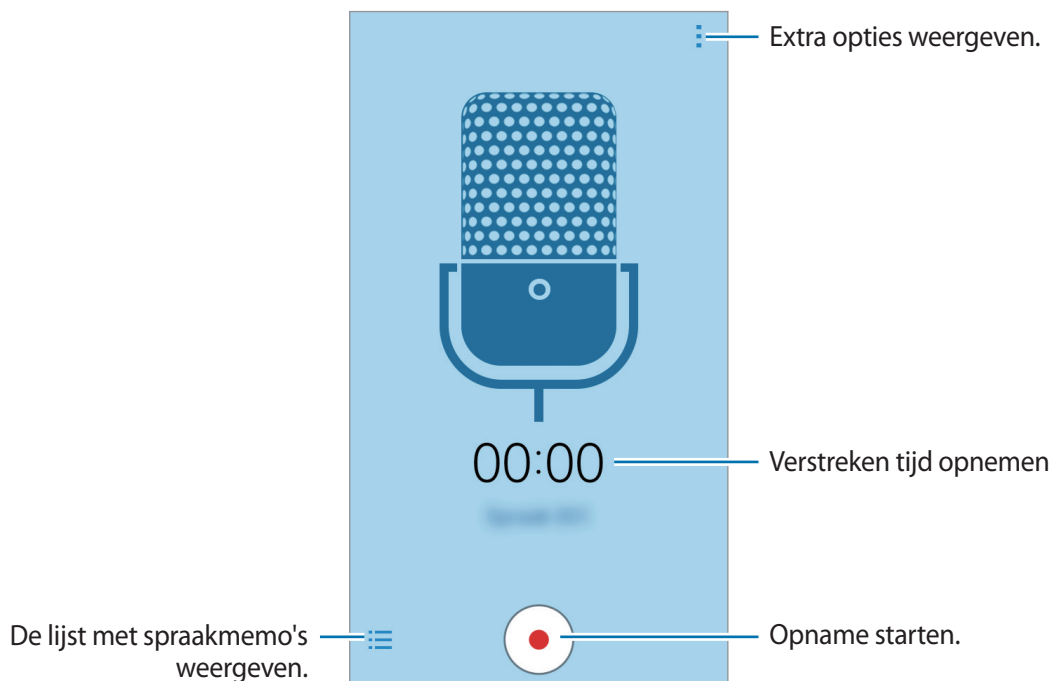 Extra opties weergeven.
00:00
Verstreken tijd opnemen
De lijst met spraakmemo's
weergeven.
Opname starten.